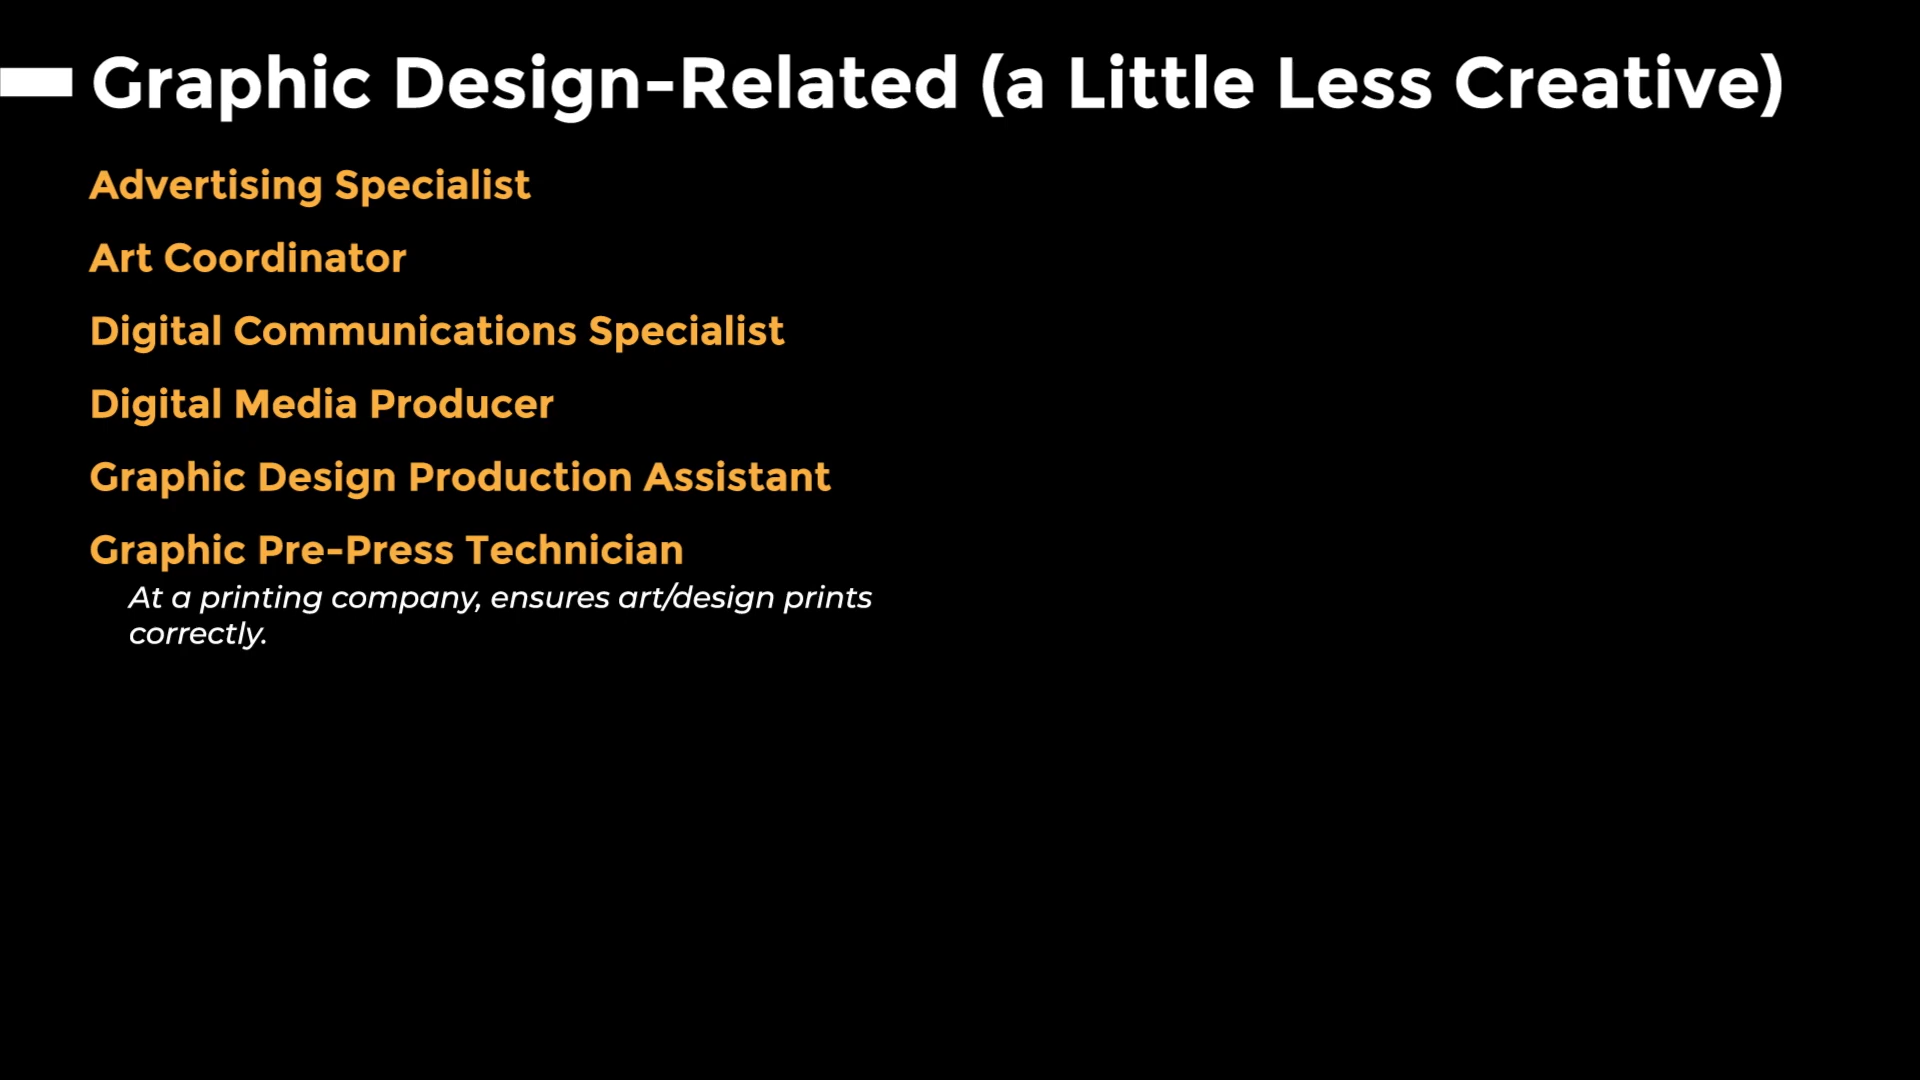 Graphic Design-Related (a Little Less Creative)
Advertising Specialist
Art Coordinator
Digital Communications Specialist
Digital Media Producer
Graphic Design Production Assistant
Graphic Pre-Press Technician
At a printing company, ensures art/design prints
correctly.